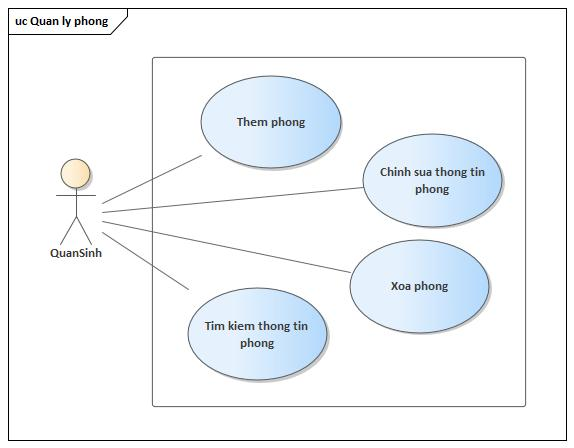 uc Quan ly phong
Them phong
Chinh sua thong tin
phong
QuanSinh
Xoa phong
Tim kiem thong tin
phong